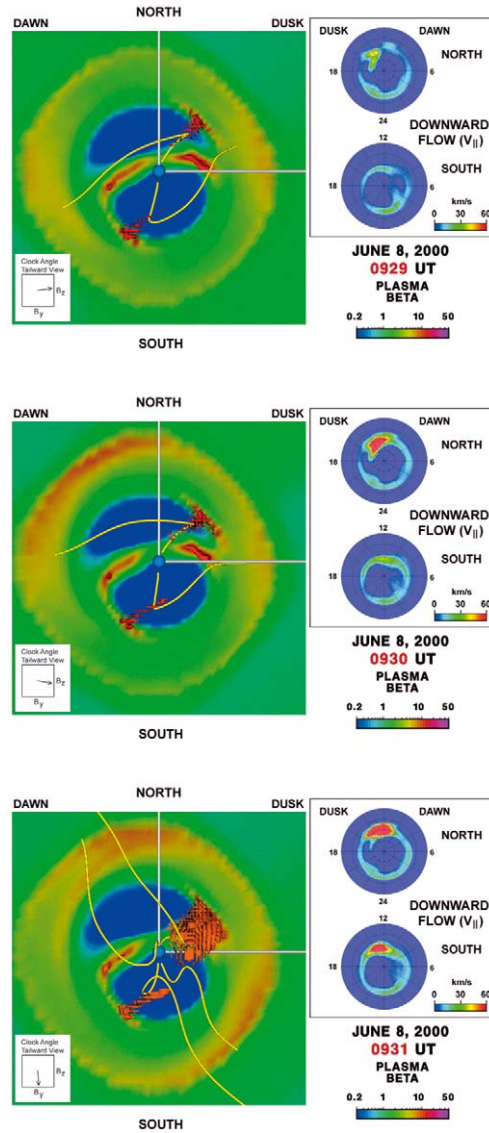 NORTH
DAWN DUSK
Clock Angle
Tailward View
Bz
By
SOUTH
DUSK DAWN
NORTH
18 6
24
DOWNWARD
FLOW (V||)
12
SOUTH
18 6
km/s
0 60
JUNE 8, 2000
0929 UT
PLASMA
BETA
0.2 1 10 50
NORTH
DAWN DUSK
Clock Angle
Tailward View
Bz
By
SOUTH
DUSK DAWN
NORTH
18 6
24
DOWNWARD
FLOW (V||)
12
SOUTH
18 6
km/s
0 60
JUNE 8, 2000
0930 UT
PLASMA
BETA
0.2 1 10 50
NORTH
DAWN DUSK
Clock Angle
Tailward View
Bz
By
SOUTH
DUSK DAWN
NORTH
18 6
24
DOWNWARD
FLOW (V||)
12
SOUTH
18 6
km/s
0 60
JUNE 8, 2000
0931 UT
PLASMA
BETA
0.2 1 10 50